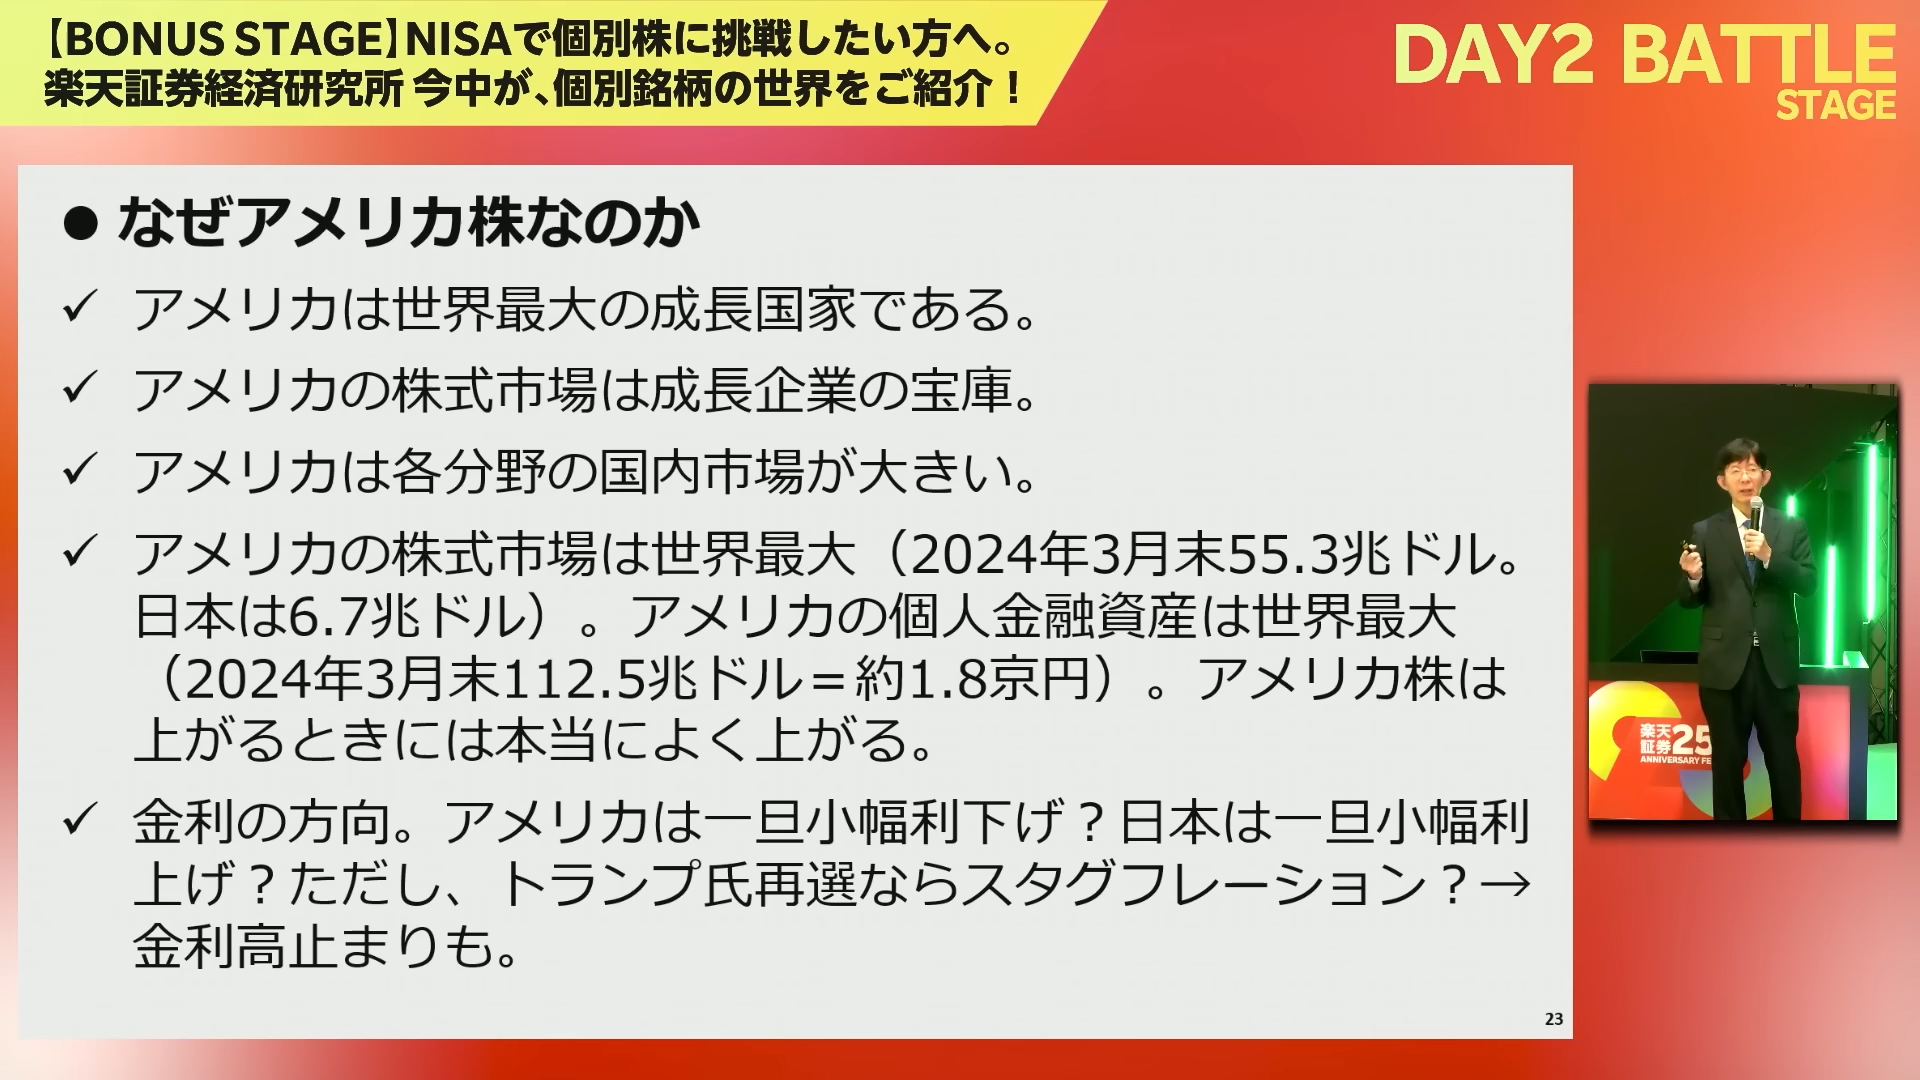 【BONUS STAGE】NISAで個別株に挑戦したい方へ。
楽天証券経済研究所 今中が、個別銘柄の世界をご紹介！
DAY2 BATTLE
STAGE
● なぜアメリカ株なのか
✓ アメリカは世界最大の成長国家である。
✓ アメリカの株式市場は成長企業の宝庫。
✓ アメリカは各分野の国内市場が大きい。
✓ アメリカの株式市場は世界最大（2024年3月末55.3兆ドル。
日本は6.7兆ドル）。アメリカの個人金融資産は世界最大
（2024年3月末112.5兆ドル＝約1.8京円）。アメリカ株は
上がるときには本当によく上がる。
✓ 金利の方向。アメリカは一旦小幅利下げ？日本は一旦小幅利
上げ？ただし、トランプ氏再選ならスタグフレーション？→
金利高止まりも。
23
楽天
証券25
ANNIVERSARY FE